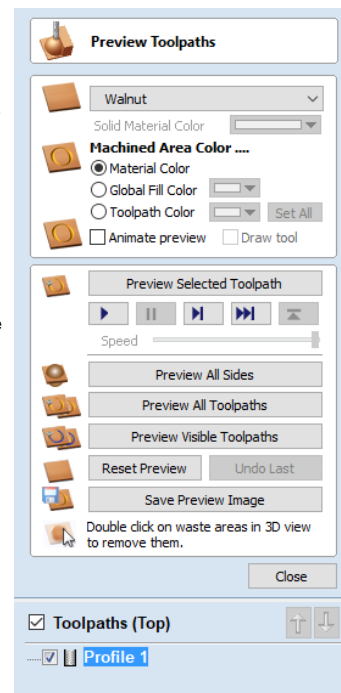 Preview Toolpaths
Walnut
Solid Material Color
Machined Area Color ....
Material Color
Global Fill Color
Toolpath Color Set All
Animate preview Draw tool
Preview Selected Toolpath
Speed
Preview All Sides
Preview All Toolpaths
Preview Visible Toolpaths
Reset Preview Undo Last
Save Preview Image
Double click on waste areas in 3D view
to remove them.
Close
Toolpaths (Top)
Profile 1